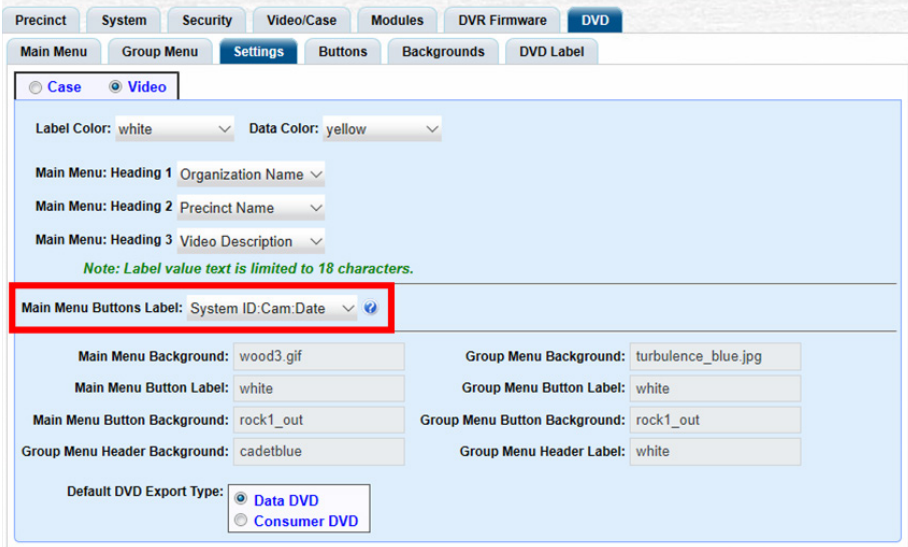 Precinct System Security Video/Case Modules DVR Firmware DVD
Main Menu Group Menu Settings Buttons Backgrounds DVD Label
Case Video
Label Color: white Data Color: yellow
Main Menu: Heading 1 Organization Name
Main Menu: Heading 2 Precinct Name
Main Menu: Heading 3 Video Description
Note: Label value text is limited to 18 characters.
Main Menu Buttons Label: System ID:Cam:Date ?
Main Menu Background: wood3.gif Group Menu Background: turbulence_blue.jpg
Main Menu Button Label: white Group Menu Button Label: white
Main Menu Button Background: rock1_out Group Menu Button Background: rock1_out
Group Menu Header Background: cadetblue Group Menu Header Label: white
Default DVD Export Type: Data DVD
Consumer DVD